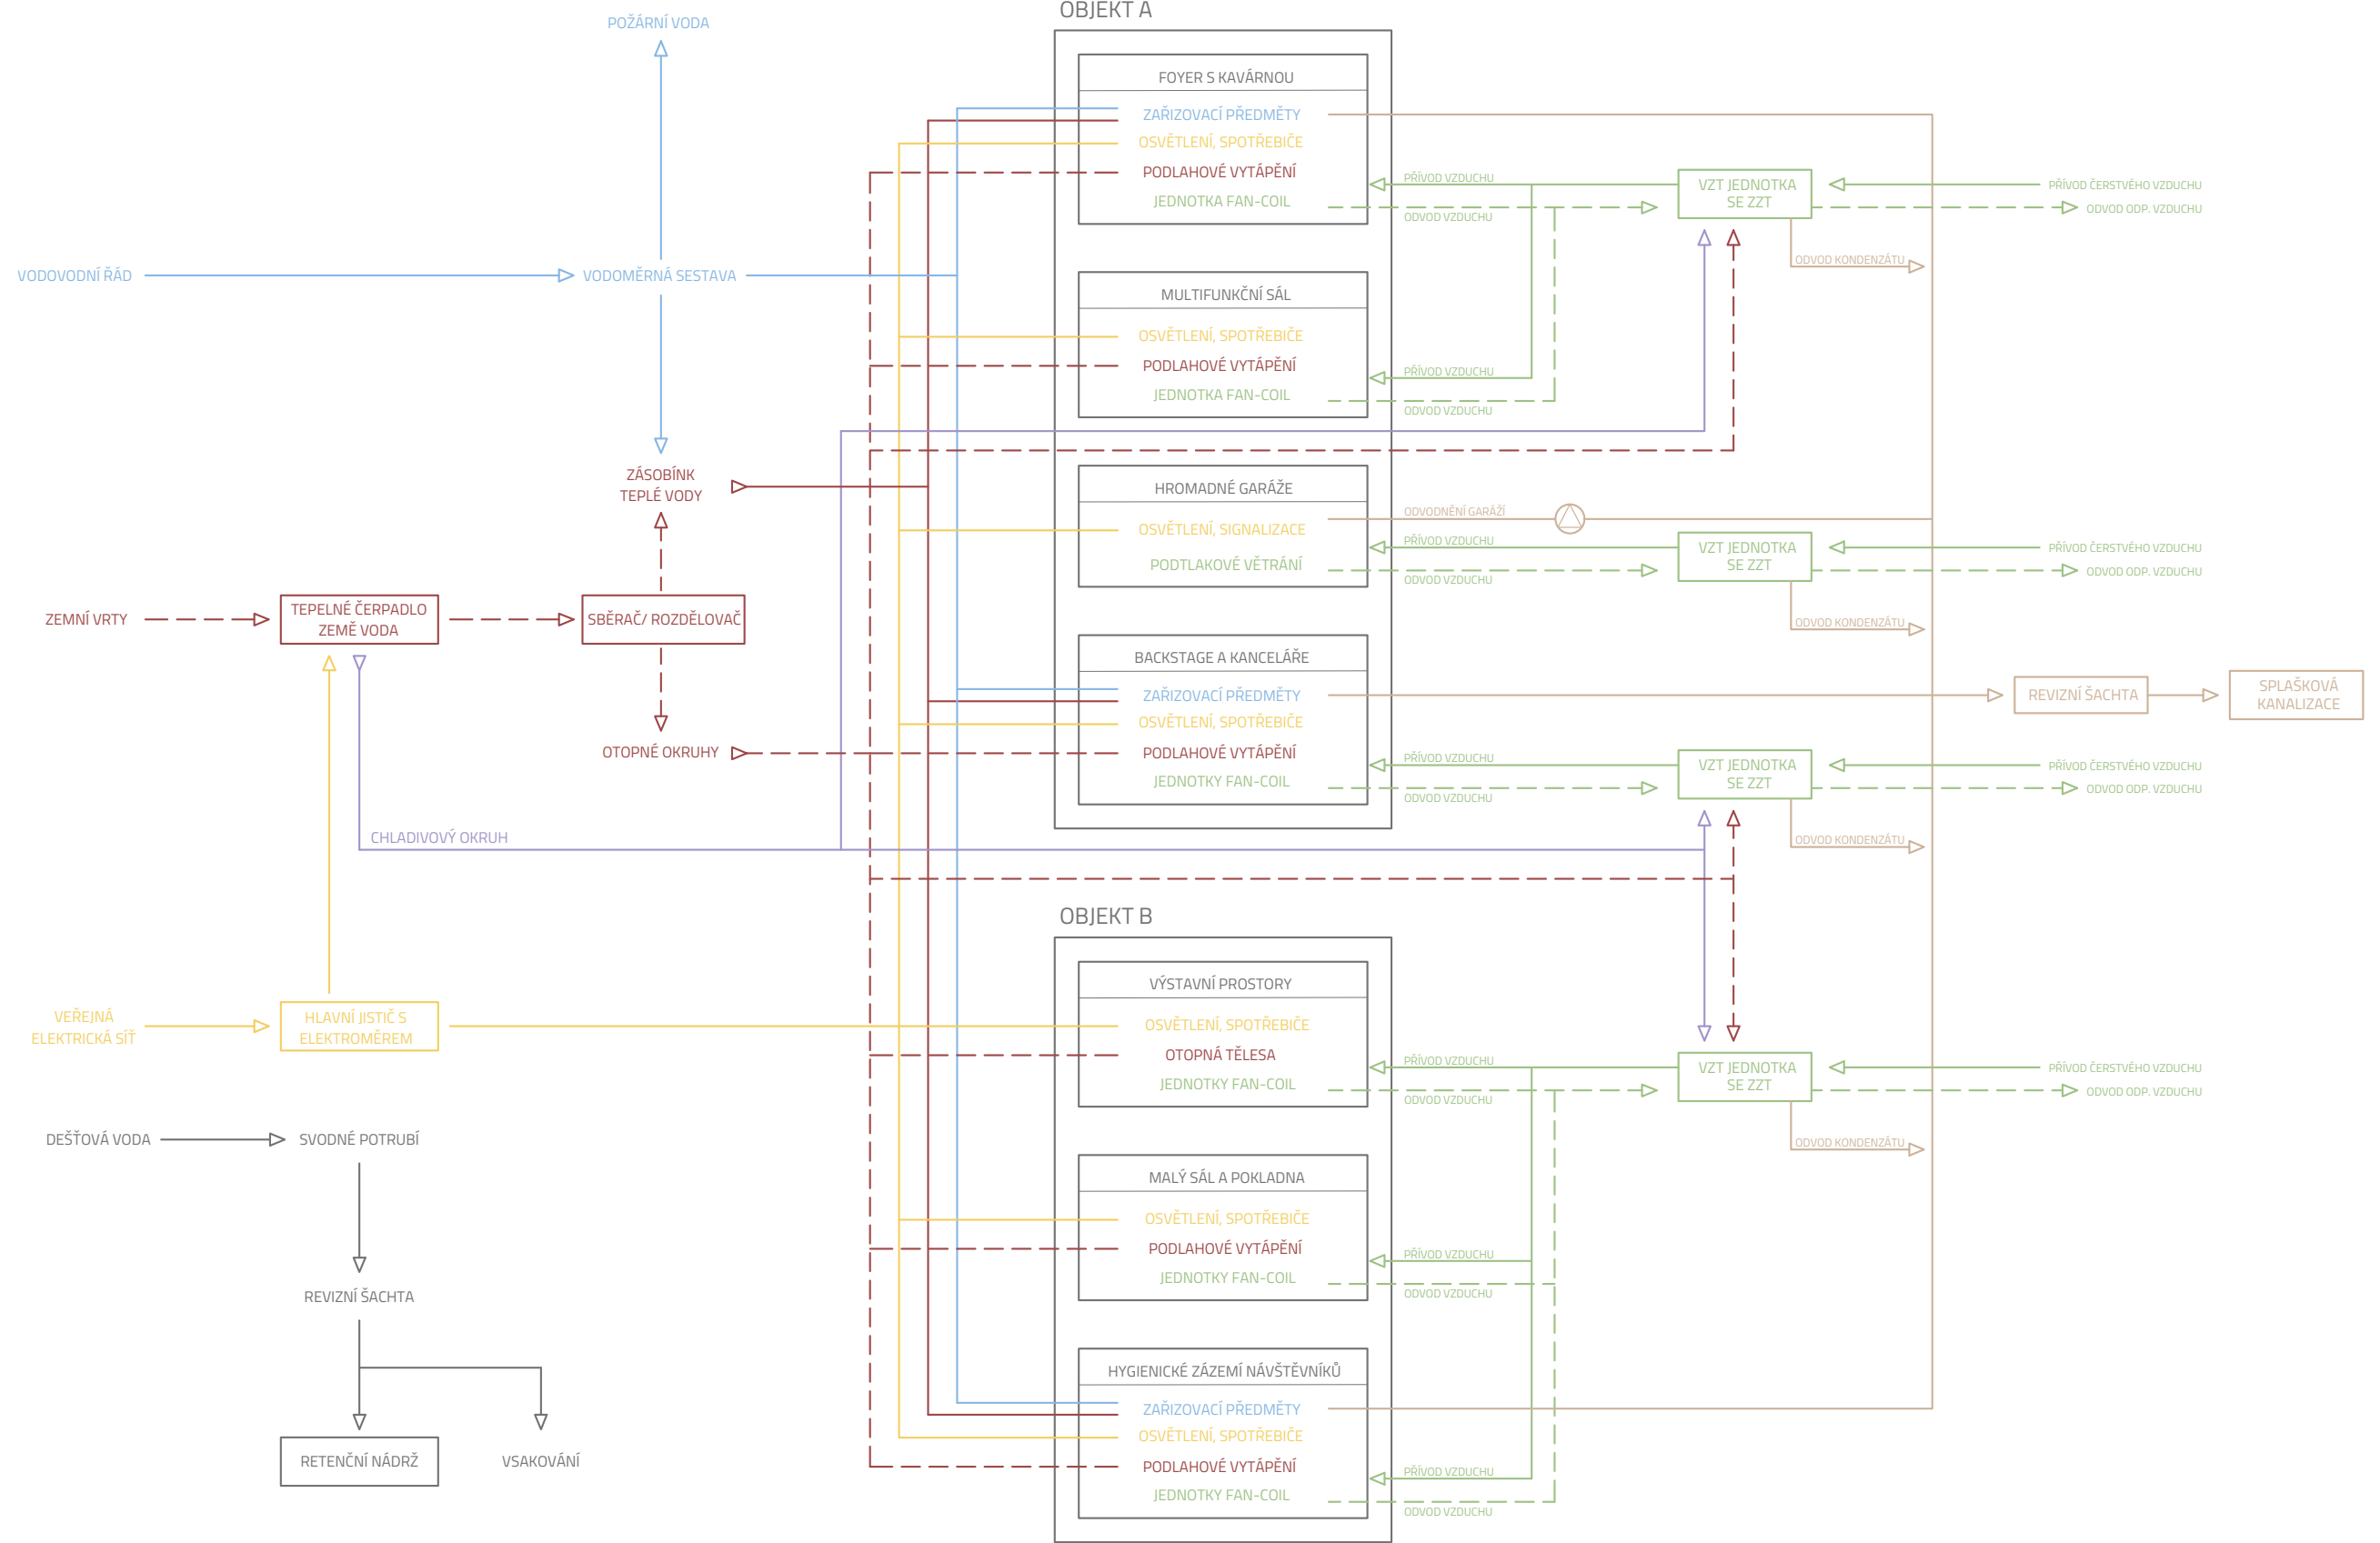 OBJEKT A
POŽÁRNÍ VODA
FOYER S KAVÁRNOU
ZAŘIZOVACÍ PŘEDMĚTY
OSVĚTLENÍ, SPOTŘEBIČE
PODLAHOVÉ VYTÁPĚNÍ
JEDNOTKA FAN-COIL
PŘÍVOD VZDUCHU
ODVOD VZDUCHU
VZT JEDNOTKA
SE ZZT
PŘÍVOD ČERSTVÉHO VZDUCHU
ODVOD ODP. VZDUCHU
ODVOD KONDENZÁTU
VODOVODNÍ ŘÁD
VODOMĚRNÁ SESTAVA
MULTIFUNKČNÍ SÁL
OSVĚTLENÍ, SPOTŘEBIČE
PODLAHOVÉ VYTÁPĚNÍ
JEDNOTKA FAN-COIL
PŘÍVOD VZDUCHU
ODVOD VZDUCHU
ZÁSOBÍNK
TEPLÉ VODY
HROMADNÉ GARÁŽE
OSVĚTLENÍ, SIGNALIZACE
PODTLAKOVÉ VĚTRÁNÍ
ODVODNĚNÍ GARÁŽÍ
PŘÍVOD VZDUCHU
ODVOD VZDUCHU
VZT JEDNOTKA
SE ZZT
PŘÍVOD ČERSTVÉHO VZDUCHU
ODVOD ODP. VZDUCHU
ODVOD KONDENZÁTU
ZEMNÍ VRTY
TEPELNÉ ČERPADLO
ZEMĚ VODA
SBĚRAČ/ ROZDĚLOVAČ
BACKSTAGE A KANCELÁŘE
ZAŘIZOVACÍ PŘEDMĚTY
OSVĚTLENÍ, SPOTŘEBIČE
PODLAHOVÉ VYTÁPĚNÍ
JEDNOTKY FAN-COIL
REVIZNÍ ŠACHTA
SPLAŠKOVÁ
KANALIZACE
OTOPNÉ OKRUHY
PŘÍVOD VZDUCHU
ODVOD VZDUCHU
VZT JEDNOTKA
SE ZZT
PŘÍVOD ČERSTVÉHO VZDUCHU
ODVOD ODP. VZDUCHU
ODVOD KONDENZÁTU
CHLADIVOVÝ OKRUH
OBJEKT B
VÝSTAVNÍ PROSTORY
OSVĚTLENÍ, SPOTŘEBIČE
OTOPNÁ TĚLESA
JEDNOTKY FAN-COIL
VEŘEJNÁ
ELEKTRICKÁ SÍŤ
HLAVNÍ JISTIČ S
ELEKTROMĚREM
PŘÍVOD VZDUCHU
ODVOD VZDUCHU
VZT JEDNOTKA
SE ZZT
PŘÍVOD ČERSTVÉHO VZDUCHU
ODVOD ODP. VZDUCHU
ODVOD KONDENZÁTU
DEŠŤOVÁ VODA
SVODNÉ POTRUBÍ
MALÝ SÁL A POKLADNA
OSVĚTLENÍ, SPOTŘEBIČE
PODLAHOVÉ VYTÁPĚNÍ
JEDNOTKY FAN-COIL
PŘÍVOD VZDUCHU
ODVOD VZDUCHU
REVIZNÍ ŠACHTA
HYGIENICKÉ ZÁZEMÍ NÁVŠTĚVNÍKŮ
ZAŘIZOVACÍ PŘEDMĚTY
OSVĚTLENÍ, SPOTŘEBIČE
PODLAHOVÉ VYTÁPĚNÍ
JEDNOTKY FAN-COIL
PŘÍVOD VZDUCHU
ODVOD VZDUCHU
RETENČNÍ NÁDRŽ
VSAKOVÁNÍ